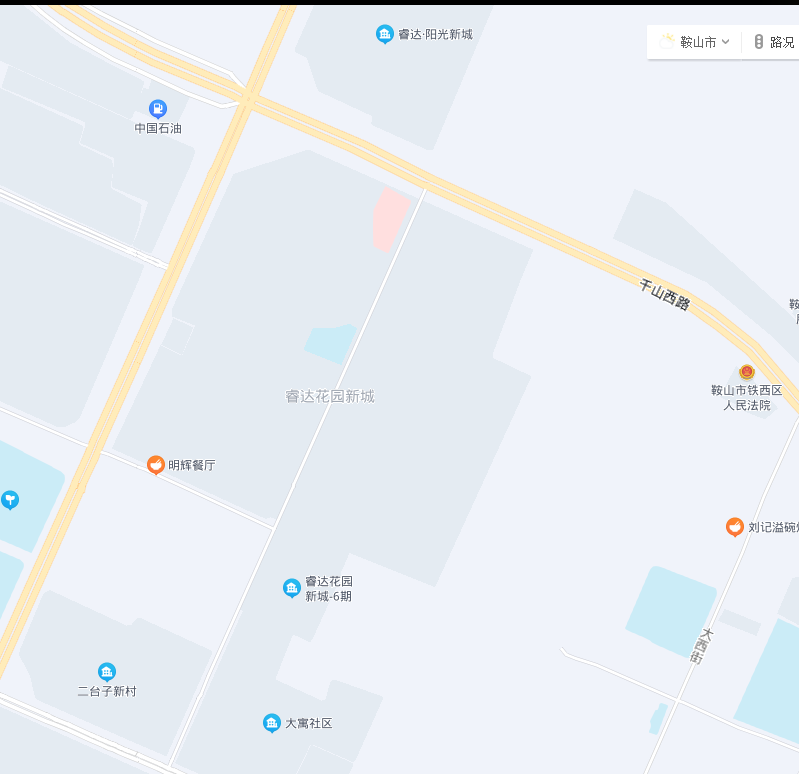 睿达·阳光新城
鞍山市
路况
中国石油
千山西路
鞍
鞍山市铁西区
人民法院
睿达花园新城
明辉餐厅
刘记溢碗
睿达花园
新城-6期
大西街
二台子新村
大寓社区